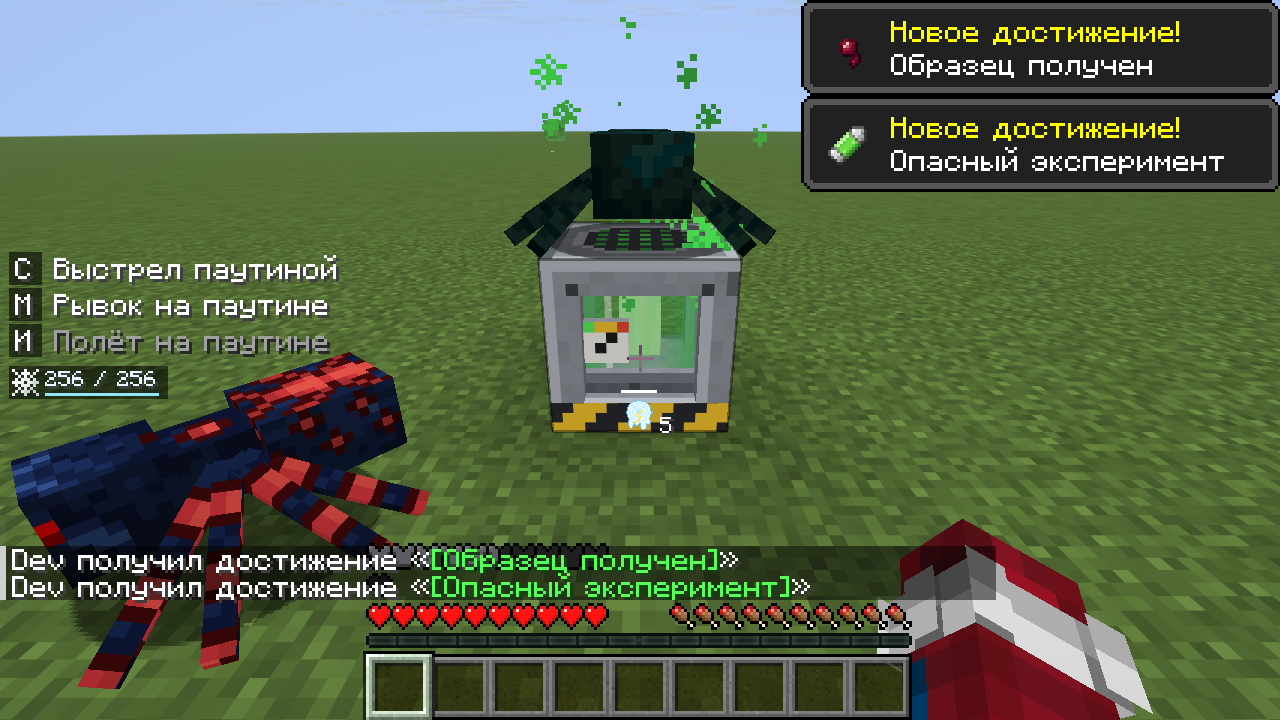 Новое достижение!
Образец получен
Новое достижение!
Опасный эксперимент
С Выстрел паутиной
М Рывок на паутине
И Полёт на паутине
256 / 256
5
Dev получил достижение «[Образец получен]»
Dev получил достижение «[Опасный эксперимент]»